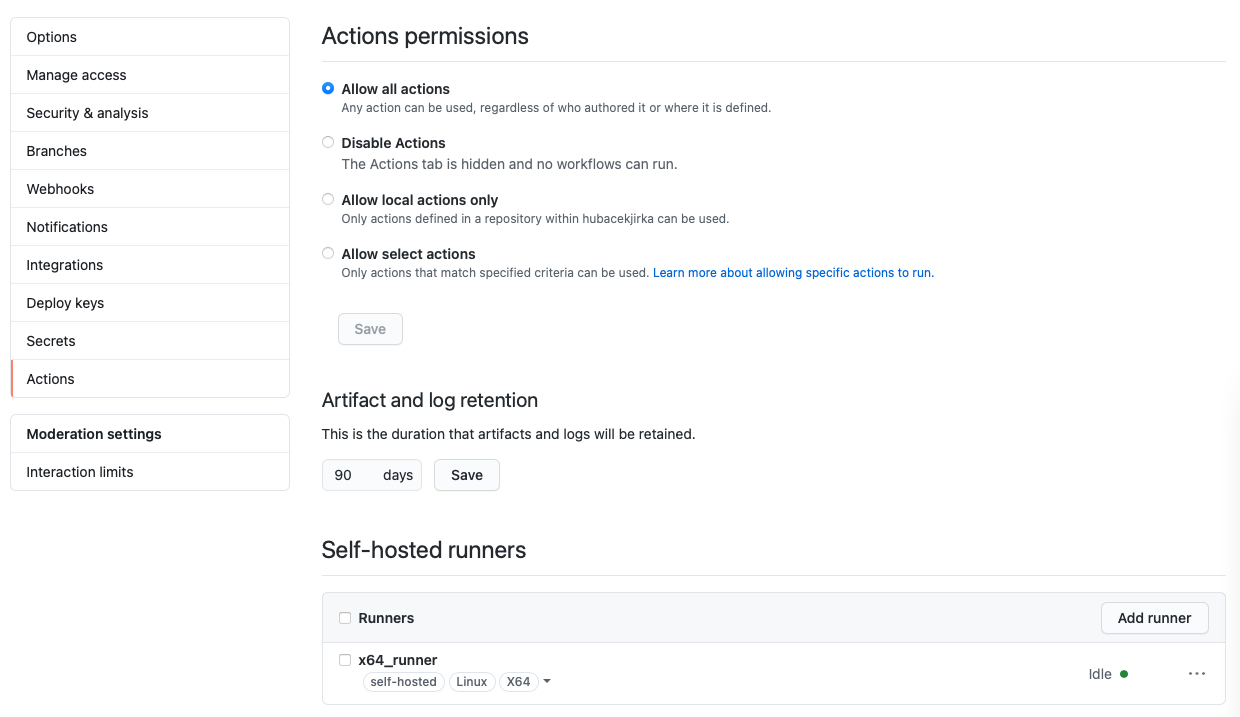 Options
Manage access
Security & analysis
Branches
Webhooks
Notifications
Integrations
Deploy keys
Secrets
Actions
Moderation settings
Interaction limits
Actions permissions
Allow all actions
Any action can be used, regardless of who authored it or where it is defined.
Disable Actions
The Actions tab is hidden and no workflows can run.
Allow local actions only
Only actions defined in a repository within hubacekjirka can be used.
Allow select actions
Only actions that match specified criteria can be used. Learn more about allowing specific actions to run.
Save
Artifact and log retention
This is the duration that artifacts and logs will be retained.
90 days Save
Self-hosted runners
Runners Add runner
x64_runner
self-hosted Linux X64 Idle